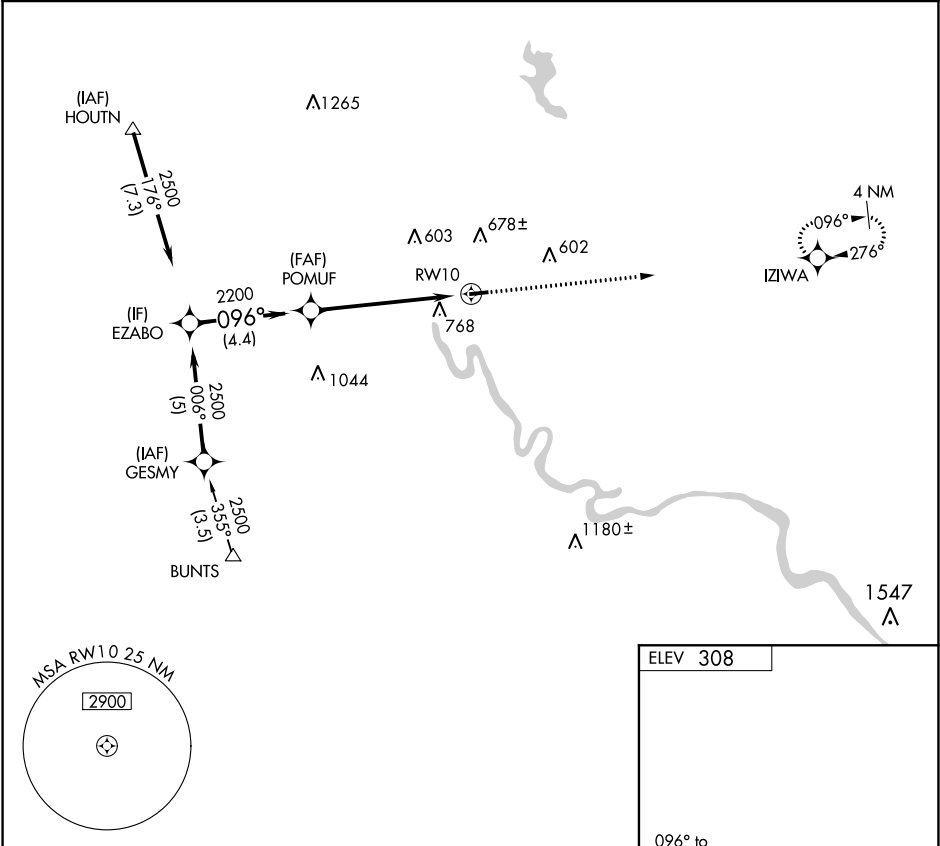 (IAF)
HOUTN
1265
2500
176°
(7.3)
4 NM
096°
276°
IZIWA
603
678±
602
(FAF)
POMUF
RW10
2200
096°
(4.4)
(IF)
EZABO
768
1044
2500
006°
(5)
(IAF)
GESMY
2500
355°
(3.5)
BUNTS
1180±
1547
MSA RW10 25 NM
2900
ELEV 308
096° to